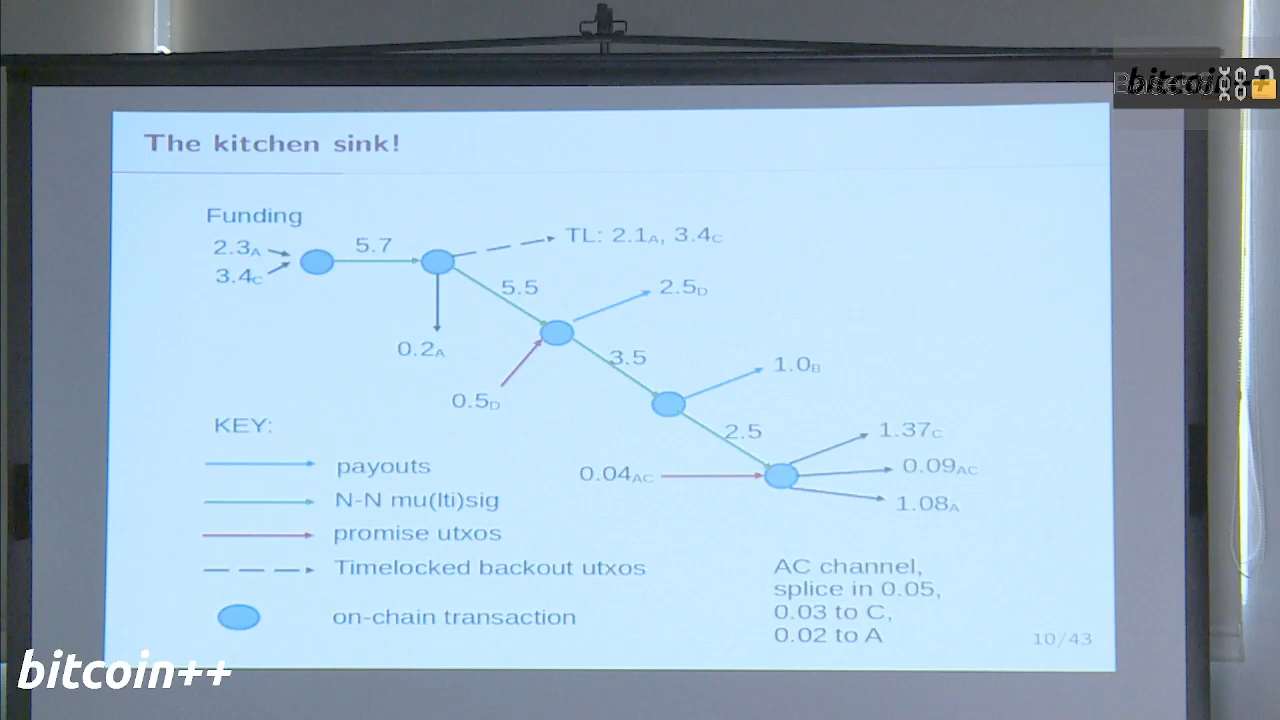 The kitchen sink!
Funding
2.3A
3.4C
5.7
TL: 2.1A, 3.4C
0.2A
5.5
2.5D
0.5D
3.5
1.0B
2.5
0.04AC
1.37C
0.09AC
1.08A
KEY:
payouts
N-N mu(lti)sig
promise utxos
Timelocked backout utxos
on-chain transaction
AC channel,
splice in 0.05,
0.03 to C,
0.02 to A
10/43
bitcoin++
bitcoin++